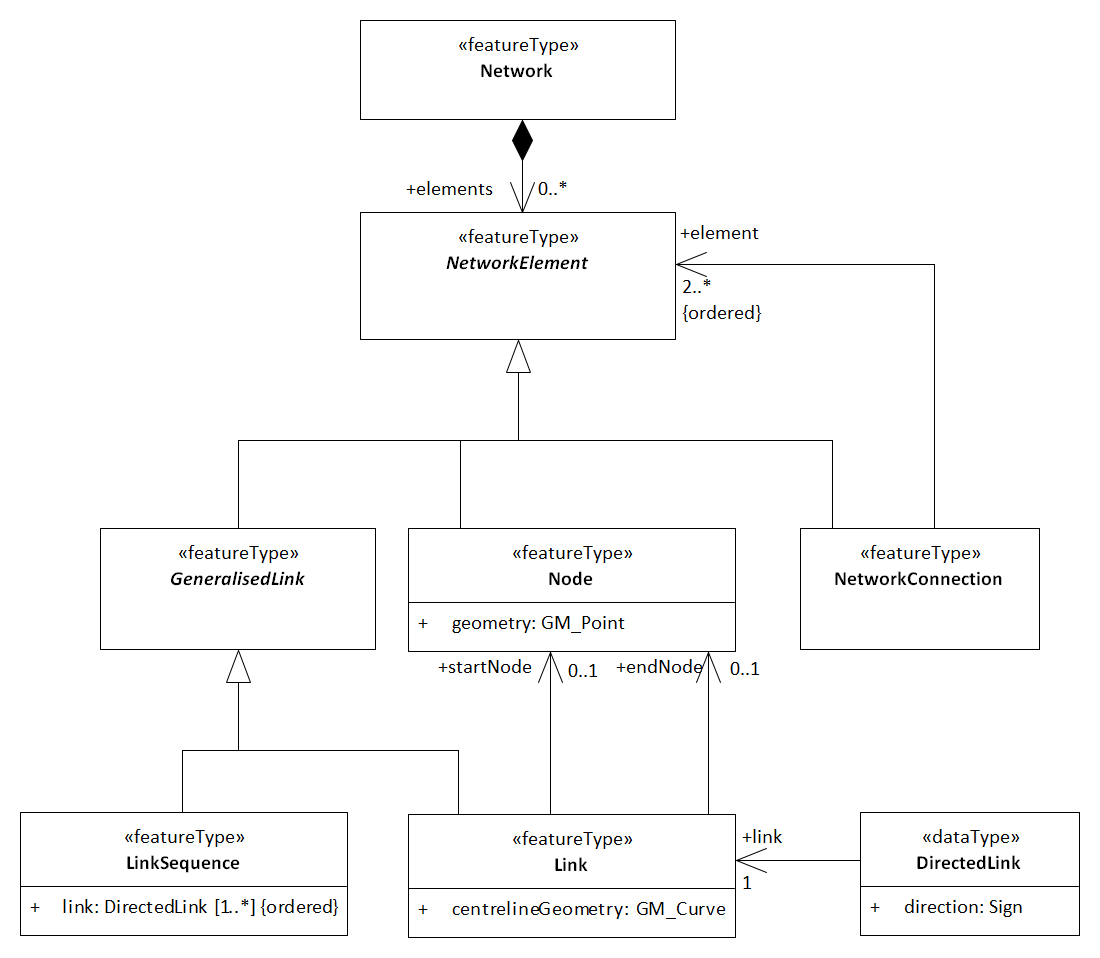 «featureType»
Network
+elements
0..*
«featureType»
NetworkElement
+element
2..*
{ordered}
«featureType»
GeneralisedLink
«featureType»
Node
+ geometry: GM_Point
«featureType»
NetworkConnection
+startNode
0..1
+endNode
0..1
«featureType»
LinkSequence
+ link: DirectedLink [1..*] {ordered}
«featureType»
Link
+ centrelineGeometry: GM_Curve
+link
1
«dataType»
DirectedLink
+ direction: Sign